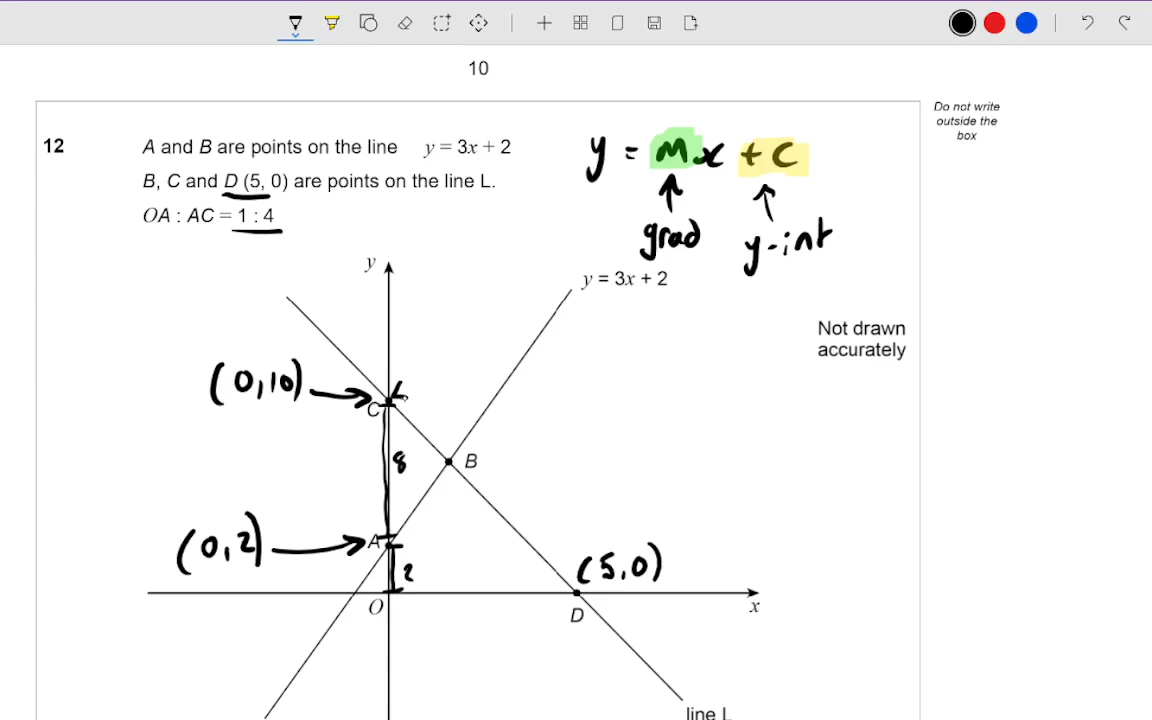 10
Do not write
outside the
box
12 A and B are points on the line y = 3x + 2
B, C and D (5, 0) are points on the line L.
OA : AC = 1 : 4
y = mx + c
grad
y-int
y
y = 3x + 2
Not drawn
accurately
(0,10)
C
8
B
(0,2)
A
2
(5,0)
O
D
x
line L